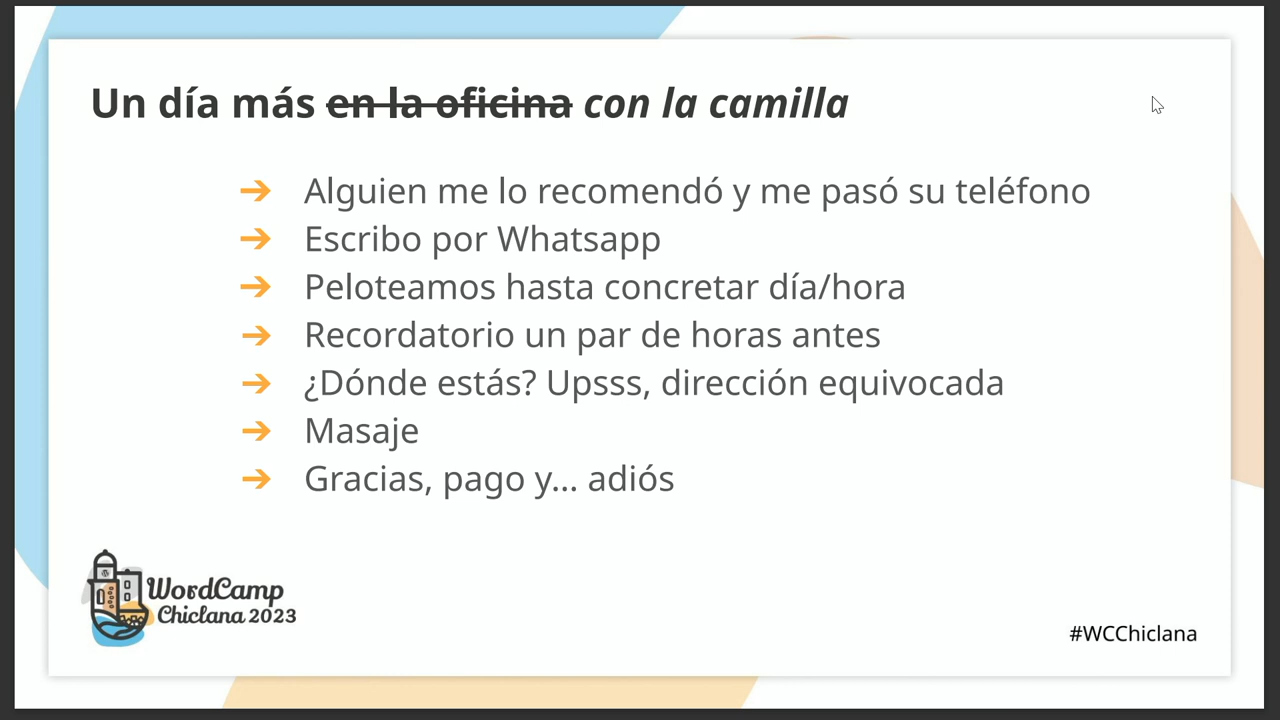 Un día más en la oficina con la camilla
➔ Alguien me lo recomendó y me pasó su teléfono
➔ Escribo por Whatsapp
➔ Peloteamos hasta concretar día/hora
➔ Recordatorio un par de horas antes
➔ ¿Dónde estás? Upsss, dirección equivocada
➔ Masaje
➔ Gracias, pago y... adiós
WordCamp
Chiclana 2023
#WCChiclana